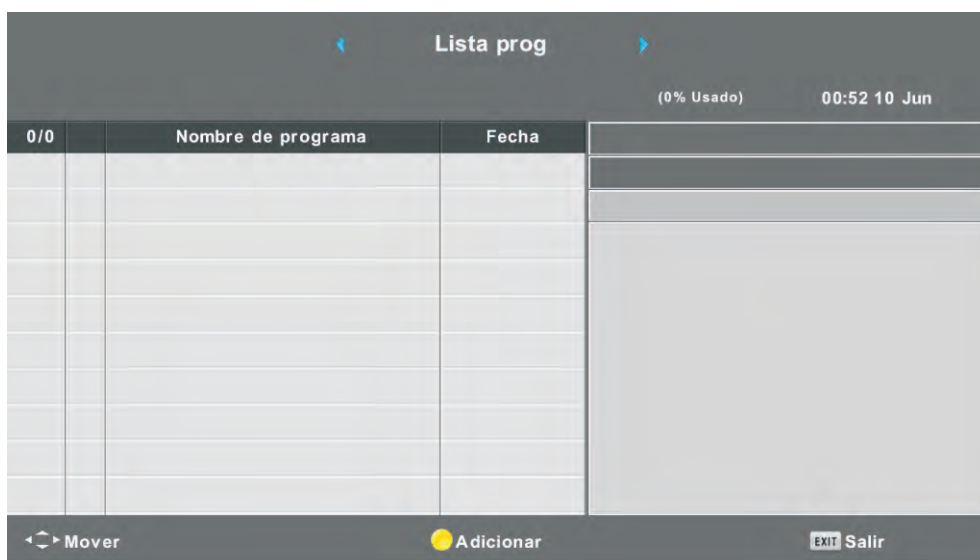 Lista prog
(0% Usado) 00:52 10 Jun
0/0 Nombre de programa Fecha
Mover Adicionar EXIT Salir